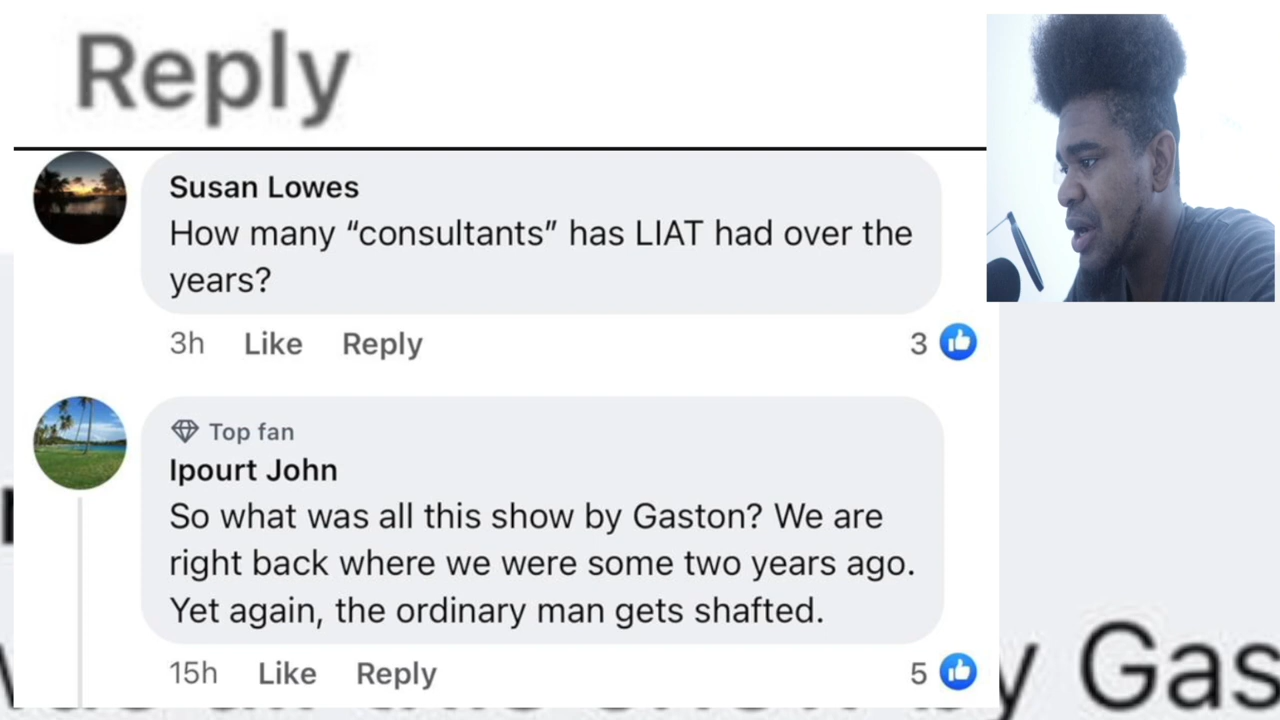 Reply
Susan Lowes
How many “consultants” has LIAT had over the
years?
3h Like Reply 3
Top fan
Ipourt John
So what was all this show by Gaston? We are
right back where we were some two years ago.
Yet again, the ordinary man gets shafted.
15h Like Reply 5
y Gas